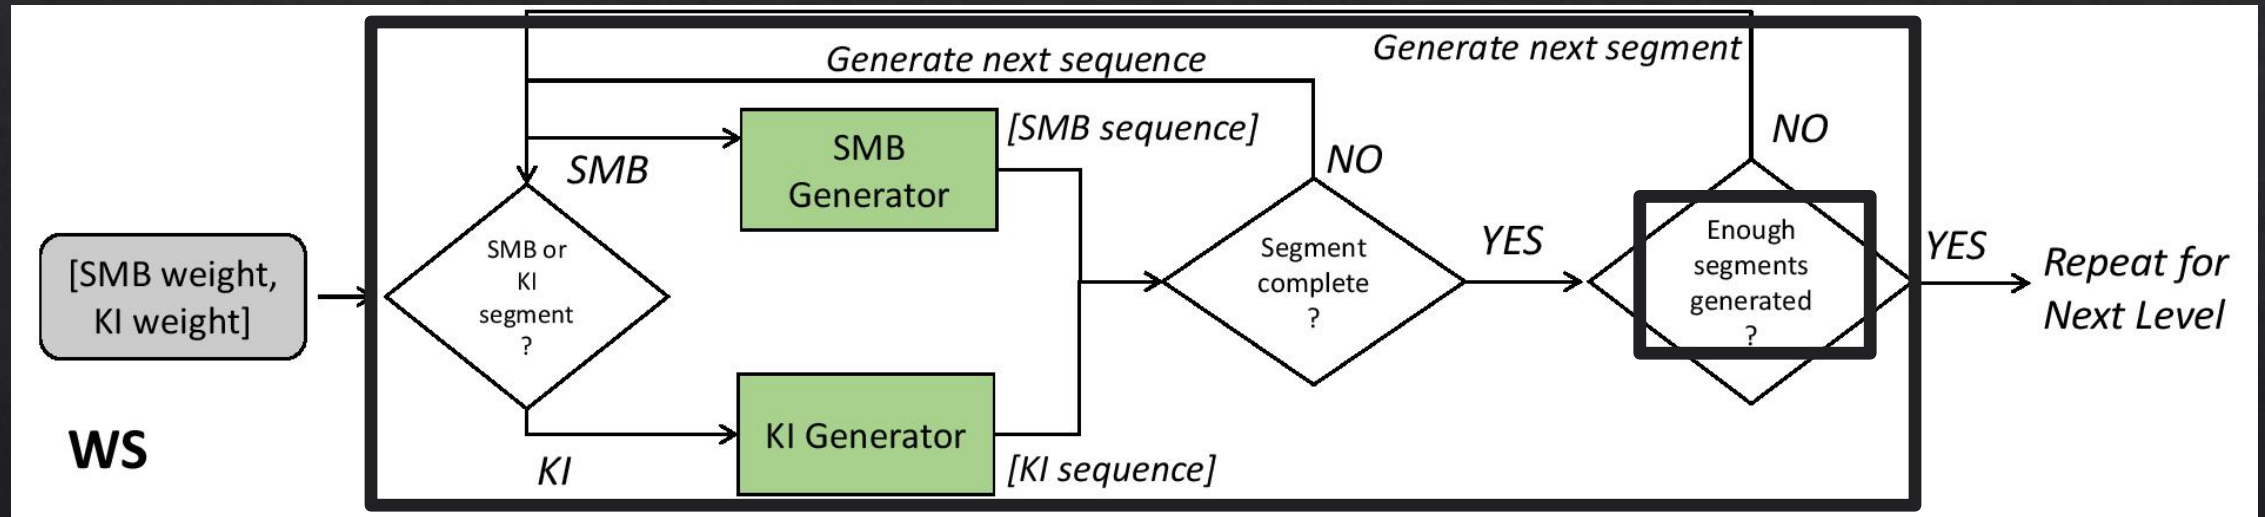 Generate next sequence
Generate next segment
[SMB sequence]
NO
NO
SMB
SMB
Generator
[SMB weight,
KI weight]
SMB or
KI
segment
?
Segment
complete
?
YES
Enough
segments
generated
?
YES
Repeat for
Next Level
WS
KI
KI Generator
[KI sequence]